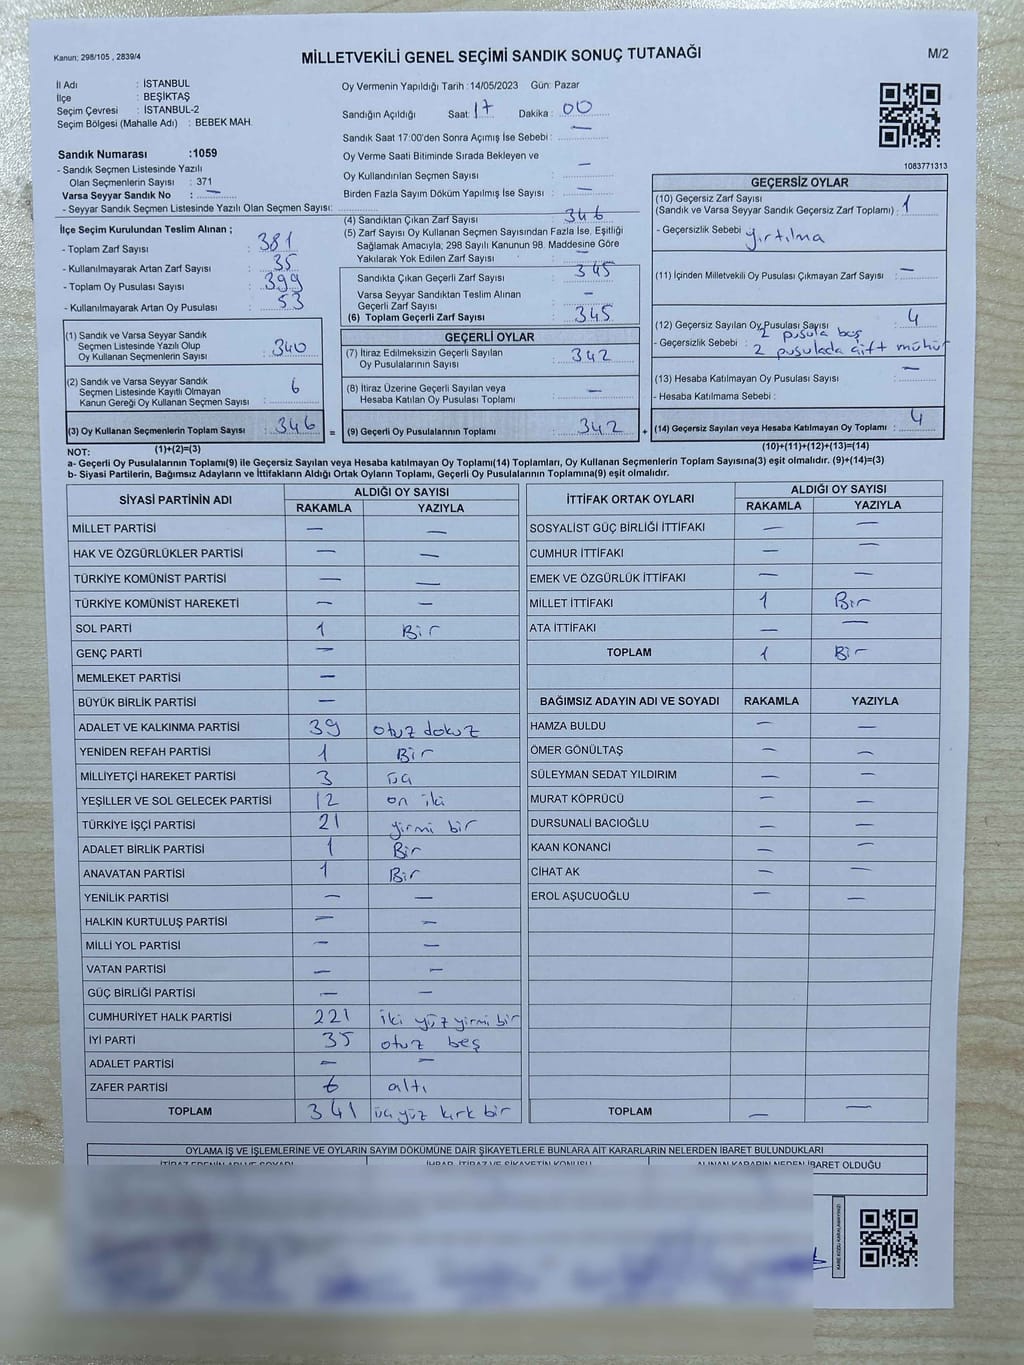 Kanun: 298/105 , 2839/4
MİLLETVEKİLİ GENEL SEÇİMİ SANDIK SONUÇ TUTANAĞI
M/2
İl Adı : İSTANBUL
İlçe : BEŞİKTAŞ
Seçim Çevresi : İSTANBUL-2
Seçim Bölgesi (Mahalle Adı) : BEBEK MAH.
Sandık Numarası :1059
- Sandık Seçmen Listesinde Yazılı
Olan Seçmenlerin Sayısı : 371
Varsa Seyyar Sandık No : —
- Seyyar Sandık Seçmen Listesinde Yazılı Olan Seçmen Sayısı:
Oy Vermenin Yapıldığı Tarih :14/05/2023 Gün: Pazar
Sandığın Açıldığı Saat: 17 Dakika : 00
Sandık Saat 17:00'den Sonra Açımış İse Sebebi : —
Oy Verme Saati Bitiminde Sırada Bekleyen ve
Oy Kullandırılan Seçmen Sayısı : —
Birden Fazla Sayım Döküm Yapılmış İse Sayısı : —
1083771313
İlçe Seçim Kurulundan Teslim Alınan ;
- Toplam Zarf Sayısı : 381
- Kullanılmayarak Artan Zarf Sayısı : 35
- Toplam Oy Pusulası Sayısı : 399
- Kullanılmayarak Artan Oy Pusulası : 53
(1) Sandık ve Varsa Seyyar Sandık
Seçmen Listesinde Yazılı Olup
Oy Kullanan Seçmenlerin Sayısı : 340
(2) Sandık ve Varsa Seyyar Sandık
Seçmen Listesinde Kayıtlı Olmayan
Kanun Gereği Oy Kullanan Seçmen Sayısı : 6
(3) Oy Kullanan Seçmenlerin Toplam Sayısı : 346
(4) Sandıktan Çıkan Zarf Sayısı : 346
(5) Zarf Sayısı Oy Kullanan Seçmen Sayısından Fazla İse, Eşitliği
Sağlamak Amacıyla; 298 Sayılı Kanunun 98. Maddesine Göre
Yakılarak Yok Edilen Zarf Sayısı :
Sandıkta Çıkan Geçerli Zarf Sayısı : 345
Varsa Seyyar Sandıktan Teslim Alınan
Geçerli Zarf Sayısı : —
(6) Toplam Geçerli Zarf Sayısı : 345
GEÇERLİ OYLAR
(7) İtiraz Edilmeksizin Geçerli Sayılan
Oy Pusulalarının Sayısı : 342
(8) İtiraz Üzerine Geçerli Sayılan veya
Hesaba Katılan Oy Pusulası Toplamı : —
= (9) Geçerli Oy Pusulalarının Toplamı : 342
GEÇERSİZ OYLAR
(10) Geçersiz Zarf Sayısı
(Sandık ve Varsa Seyyar Sandık Geçersiz Zarf Toplamı) : 1
- Geçersizlik Sebebi : yırtılma
(11) İçinden Milletvekili Oy Pusulası Çıkmayan Zarf Sayısı : —
(12) Geçersiz Sayılan Oy Pusulası Sayısı : 4
2 pusula boş
- Geçersizlik Sebebi : 2 pusulada çift mühür
(13) Hesaba Katılmayan Oy Pusulası Sayısı : —
- Hesaba Katılmama Sebebi :
+ (14) Geçersiz Sayılan veya Hesaba Katılmayan Oy Toplamı : 4
NOT: (1)+(2)=(3) (10)+(11)+(12)+(13)=(14)
a- Geçerli Oy Pusulalarının Toplamı(9) ile Geçersiz Sayılan veya Hesaba katılmayan Oy Toplamı(14) Toplamları, Oy Kullanan Seçmenlerin Toplam Sayısına(3) eşit olmalıdır. (9)+(14)=(3)
b- Siyasi Partilerin, Bağımsız Adayların ve İttifakların Aldığı Ortak Oyların Toplamı, Geçerli Oy Pusulalarının Toplamına(9) eşit olmalıdır.
SİYASİ PARTİNİN ADI ALDIĞI OY SAYISI
RAKAMLA YAZIYLA
MİLLET PARTİSİ — —
HAK VE ÖZGÜRLÜKLER PARTİSİ — —
TÜRKİYE KOMÜNİST PARTİSİ — —
TÜRKİYE KOMÜNİST HAREKETİ — —
SOL PARTİ 1 Bir
GENÇ PARTİ —
MEMLEKET PARTİSİ —
BÜYÜK BİRLİK PARTİSİ —
ADALET VE KALKINMA PARTİSİ 39 otuz dokuz
YENİDEN REFAH PARTİSİ 1 Bir
MİLLİYETÇİ HAREKET PARTİSİ 3 üç
YEŞİLLER VE SOL GELECEK PARTİSİ 12 on iki
TÜRKİYE İŞÇİ PARTİSİ 21 yirmi bir
ADALET BİRLİK PARTİSİ 1 Bir
ANAVATAN PARTİSİ 1 Bir
YENİLİK PARTİSİ — —
HALKIN KURTULUŞ PARTİSİ — —
MİLLİ YOL PARTİSİ — —
VATAN PARTİSİ — —
GÜÇ BİRLİĞİ PARTİSİ — —
CUMHURİYET HALK PARTİSİ 221 iki yüz yirmi bir
İYİ PARTİ 35 otuz beş
ADALET PARTİSİ — —
ZAFER PARTİSİ 6 altı
TOPLAM 341 üç yüz kırk bir
İTTİFAK ORTAK OYLARI ALDIĞI OY SAYISI
RAKAMLA YAZIYLA
SOSYALİST GÜÇ BİRLİĞİ İTTİFAKI — —
CUMHUR İTTİFAKI — —
EMEK VE ÖZGÜRLÜK İTTİFAKI — —
MİLLET İTTİFAKI 1 Bir
ATA İTTİFAKI — —
TOPLAM 1 Bir
BAĞIMSIZ ADAYIN ADI VE SOYADI RAKAMLA YAZIYLA
HAMZA BULDU — —
ÖMER GÖNÜLTAŞ — —
SÜLEYMAN SEDAT YILDIRIM — —
MURAT KÖPRÜCÜ — —
DURSUNALİ BACIOĞLU — —
KAAN KONANCİ — —
CİHAT AK — —
EROL AŞUCUOĞLU — —
TOPLAM — —
OYLAMA İŞ VE İŞLEMLERİNE VE OYLARIN SAYIM DÖKÜMÜNE DAİR ŞİKAYETLERLE BUNLARA AİT KARARLARIN NELERDEN İBARET BULUNDUKLARI
İTİRAZ EDENİN ADI VE SOYADI İHBAR, İTİRAZ VE ŞİKAYETİN KONUSU ALINAN KARARIN NEDEN İBARET OLDUĞU
KARE KODU KARALAMAYINIZ!